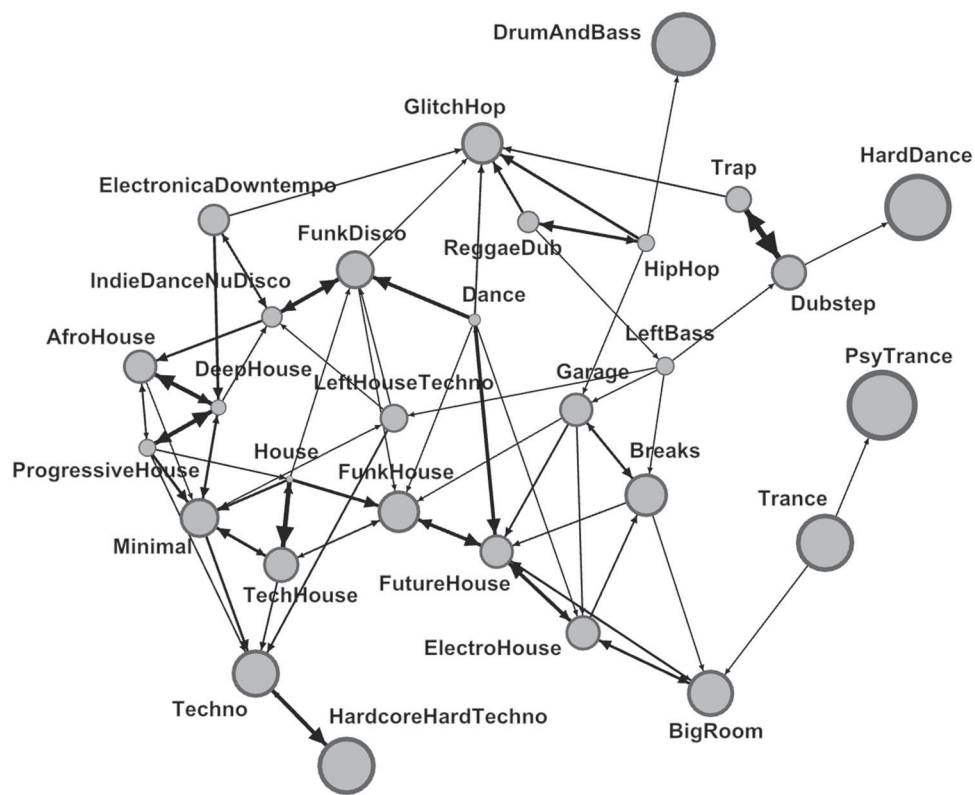 DrumAndBass
GlitchHop
HardDance
Trap
ElectronicaDowntempo
FunkDisco
ReggaeDub
HipHop
IndieDanceNuDisco
Dance
Dubstep
AfroHouse
LeftBass
DeepHouse
PsyTrance
LeftHouseTechno
Garage
House
Breaks
ProgressiveHouse
FunkHouse
Trance
Minimal
FutureHouse
TechHouse
ElectroHouse
Techno
HardcoreHardTechno
BigRoom